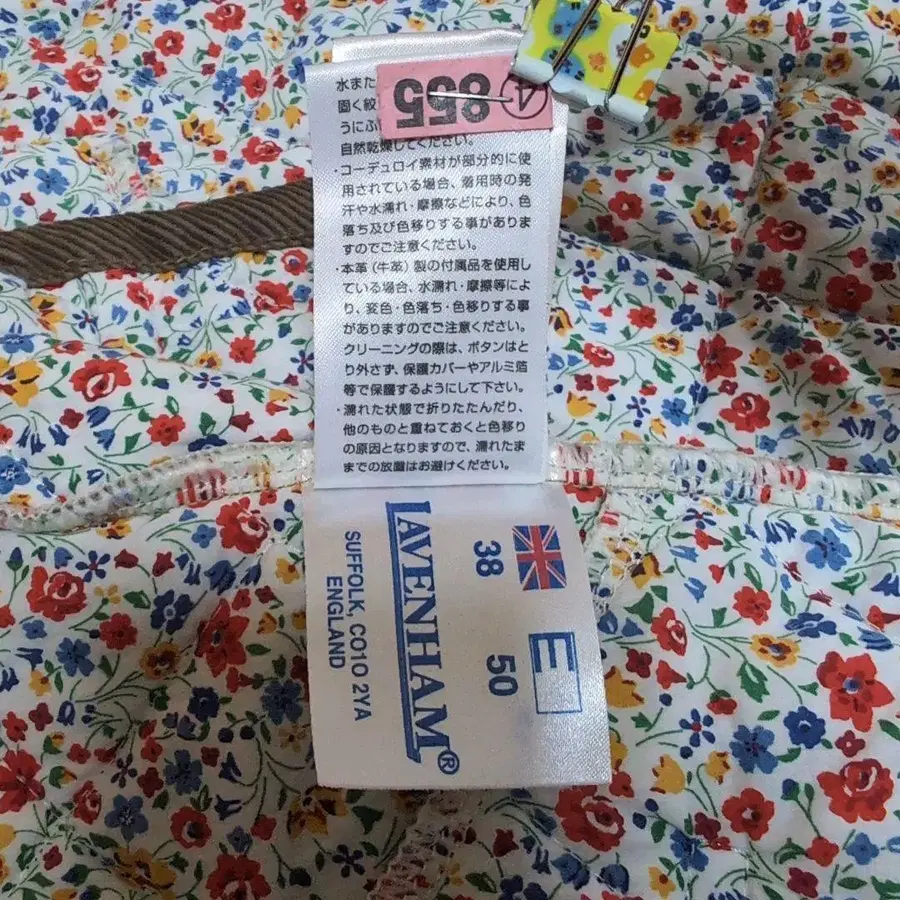 ④ 855
水また
固く絞
うにふ
自然乾燥してください。
・コーデュロイ素材が部分的に使
用されている場合、着用時の発
汗や水濡れ・摩擦などにより、色
落ち及び色移りする事がありま
すのでご注意ください。
・本革(牛革)製の付属品を使用し
ている場合、水濡れ・摩擦等によ
り、変色・色落ち・色移りする事
がありますのでご注意ください。
クリーニングの際は、ボタンはと
り外さず、保護カバーやアルミ箔
等で保護するようにして下さい。
・濡れた状態で折りたたんだり、
他のものと重ねておくと色移り
の原因となりますので、濡れたま
までの放置はお避けください。
LAVENHAM®
SUFFOLK, CO10 2YA
ENGLAND
38
50
E